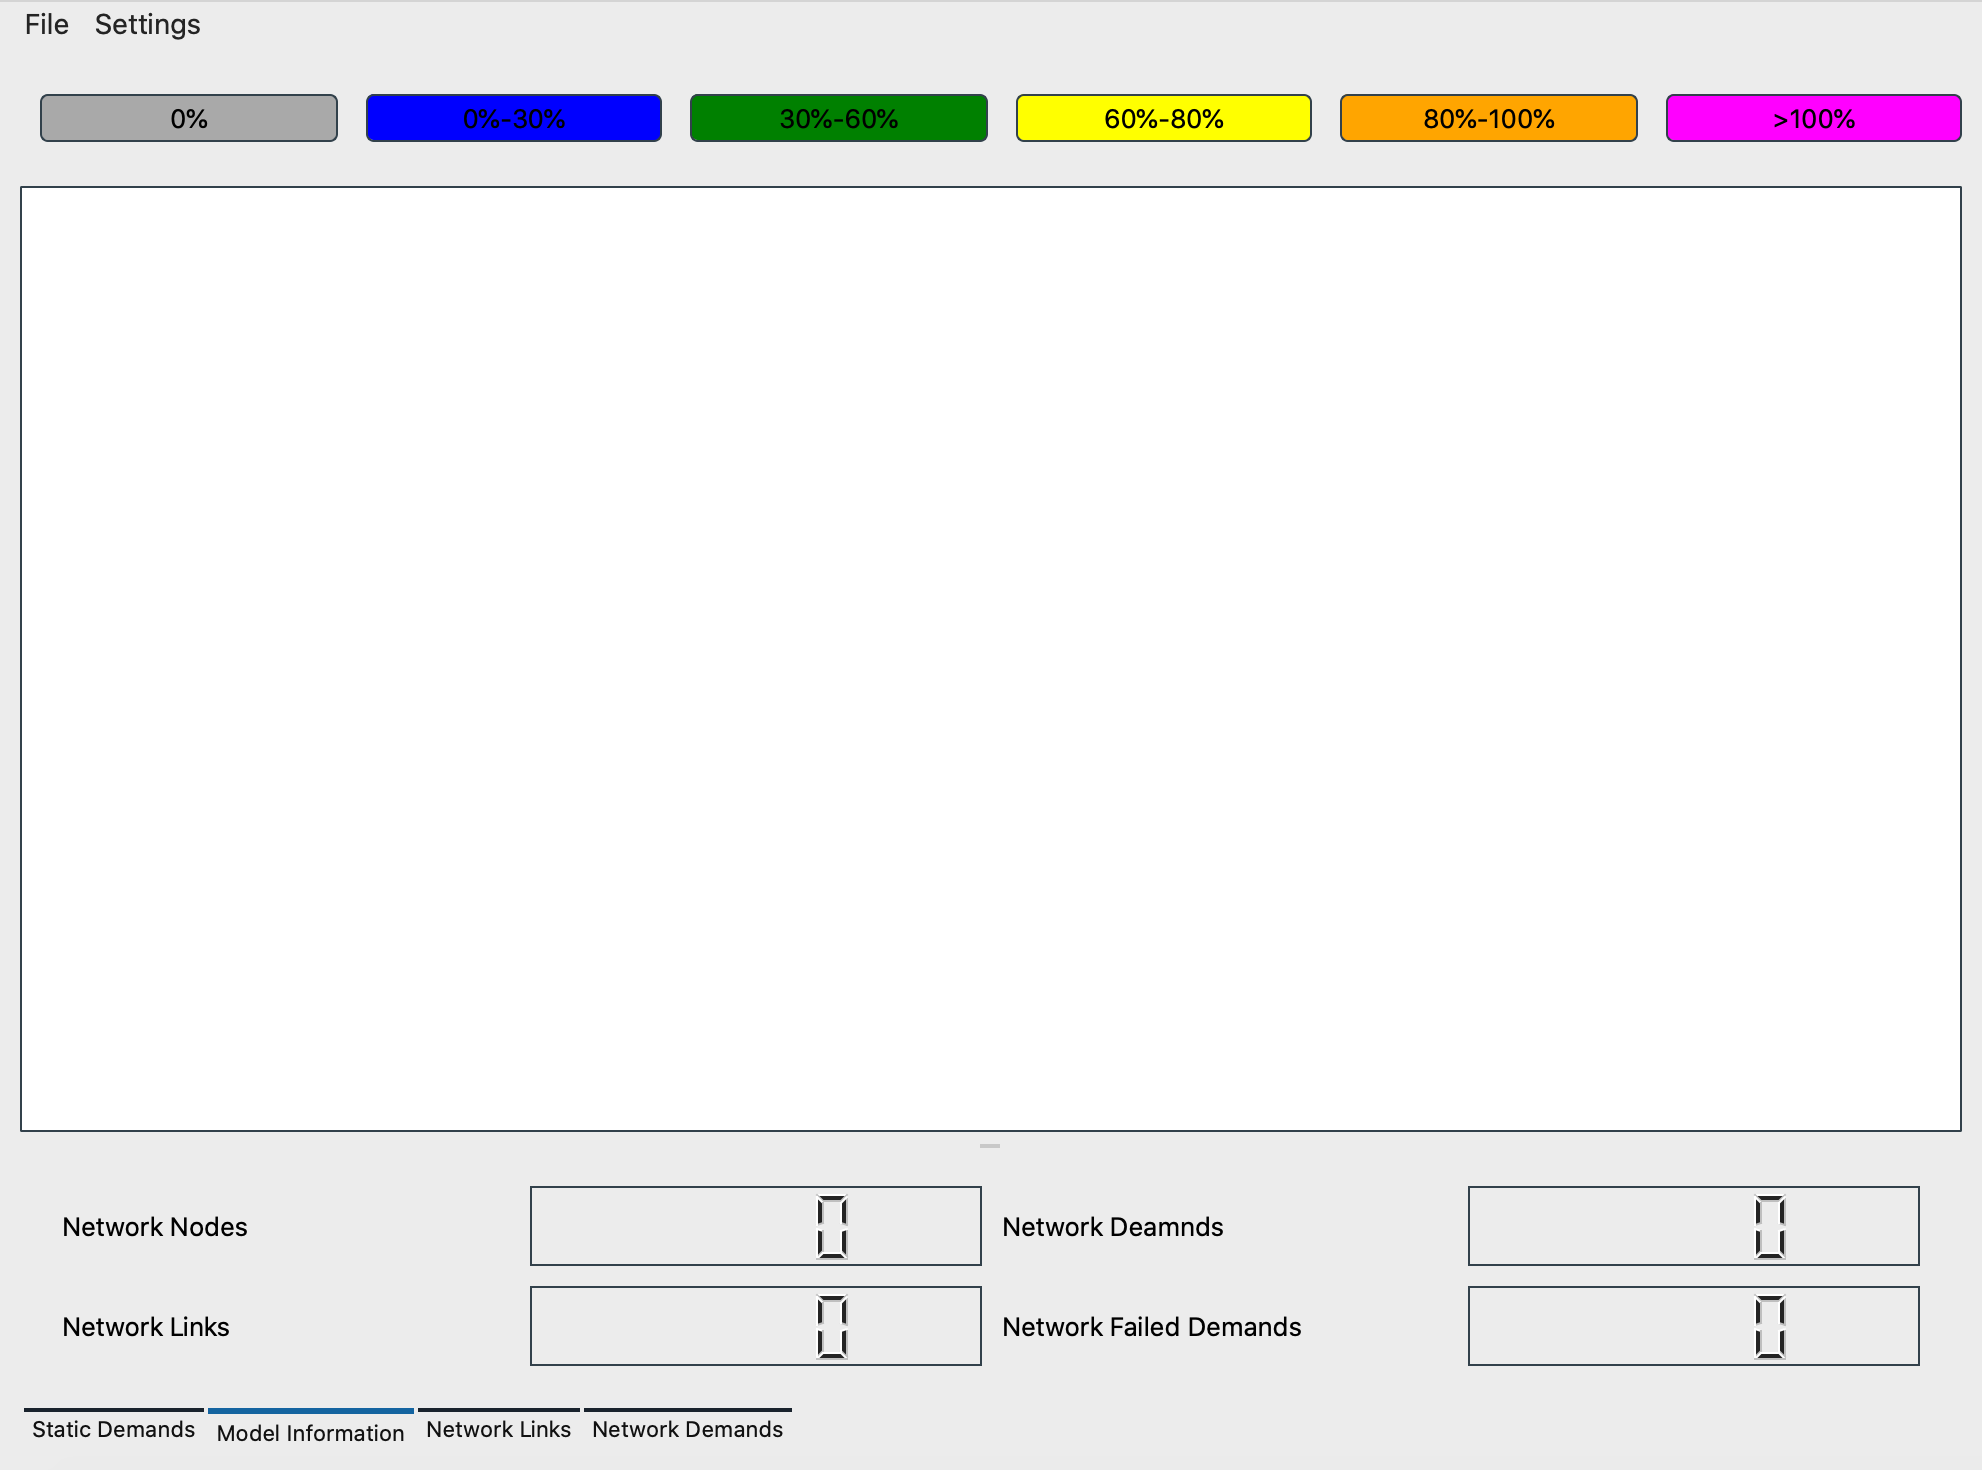 File Settings
0% 0%-30% 30%-60% 60%-80% 80%-100% >100%
Network Nodes 0 Network Deamnds 0
Network Links 0 Network Failed Demands 0
Static Demands Model Information Network Links Network Demands